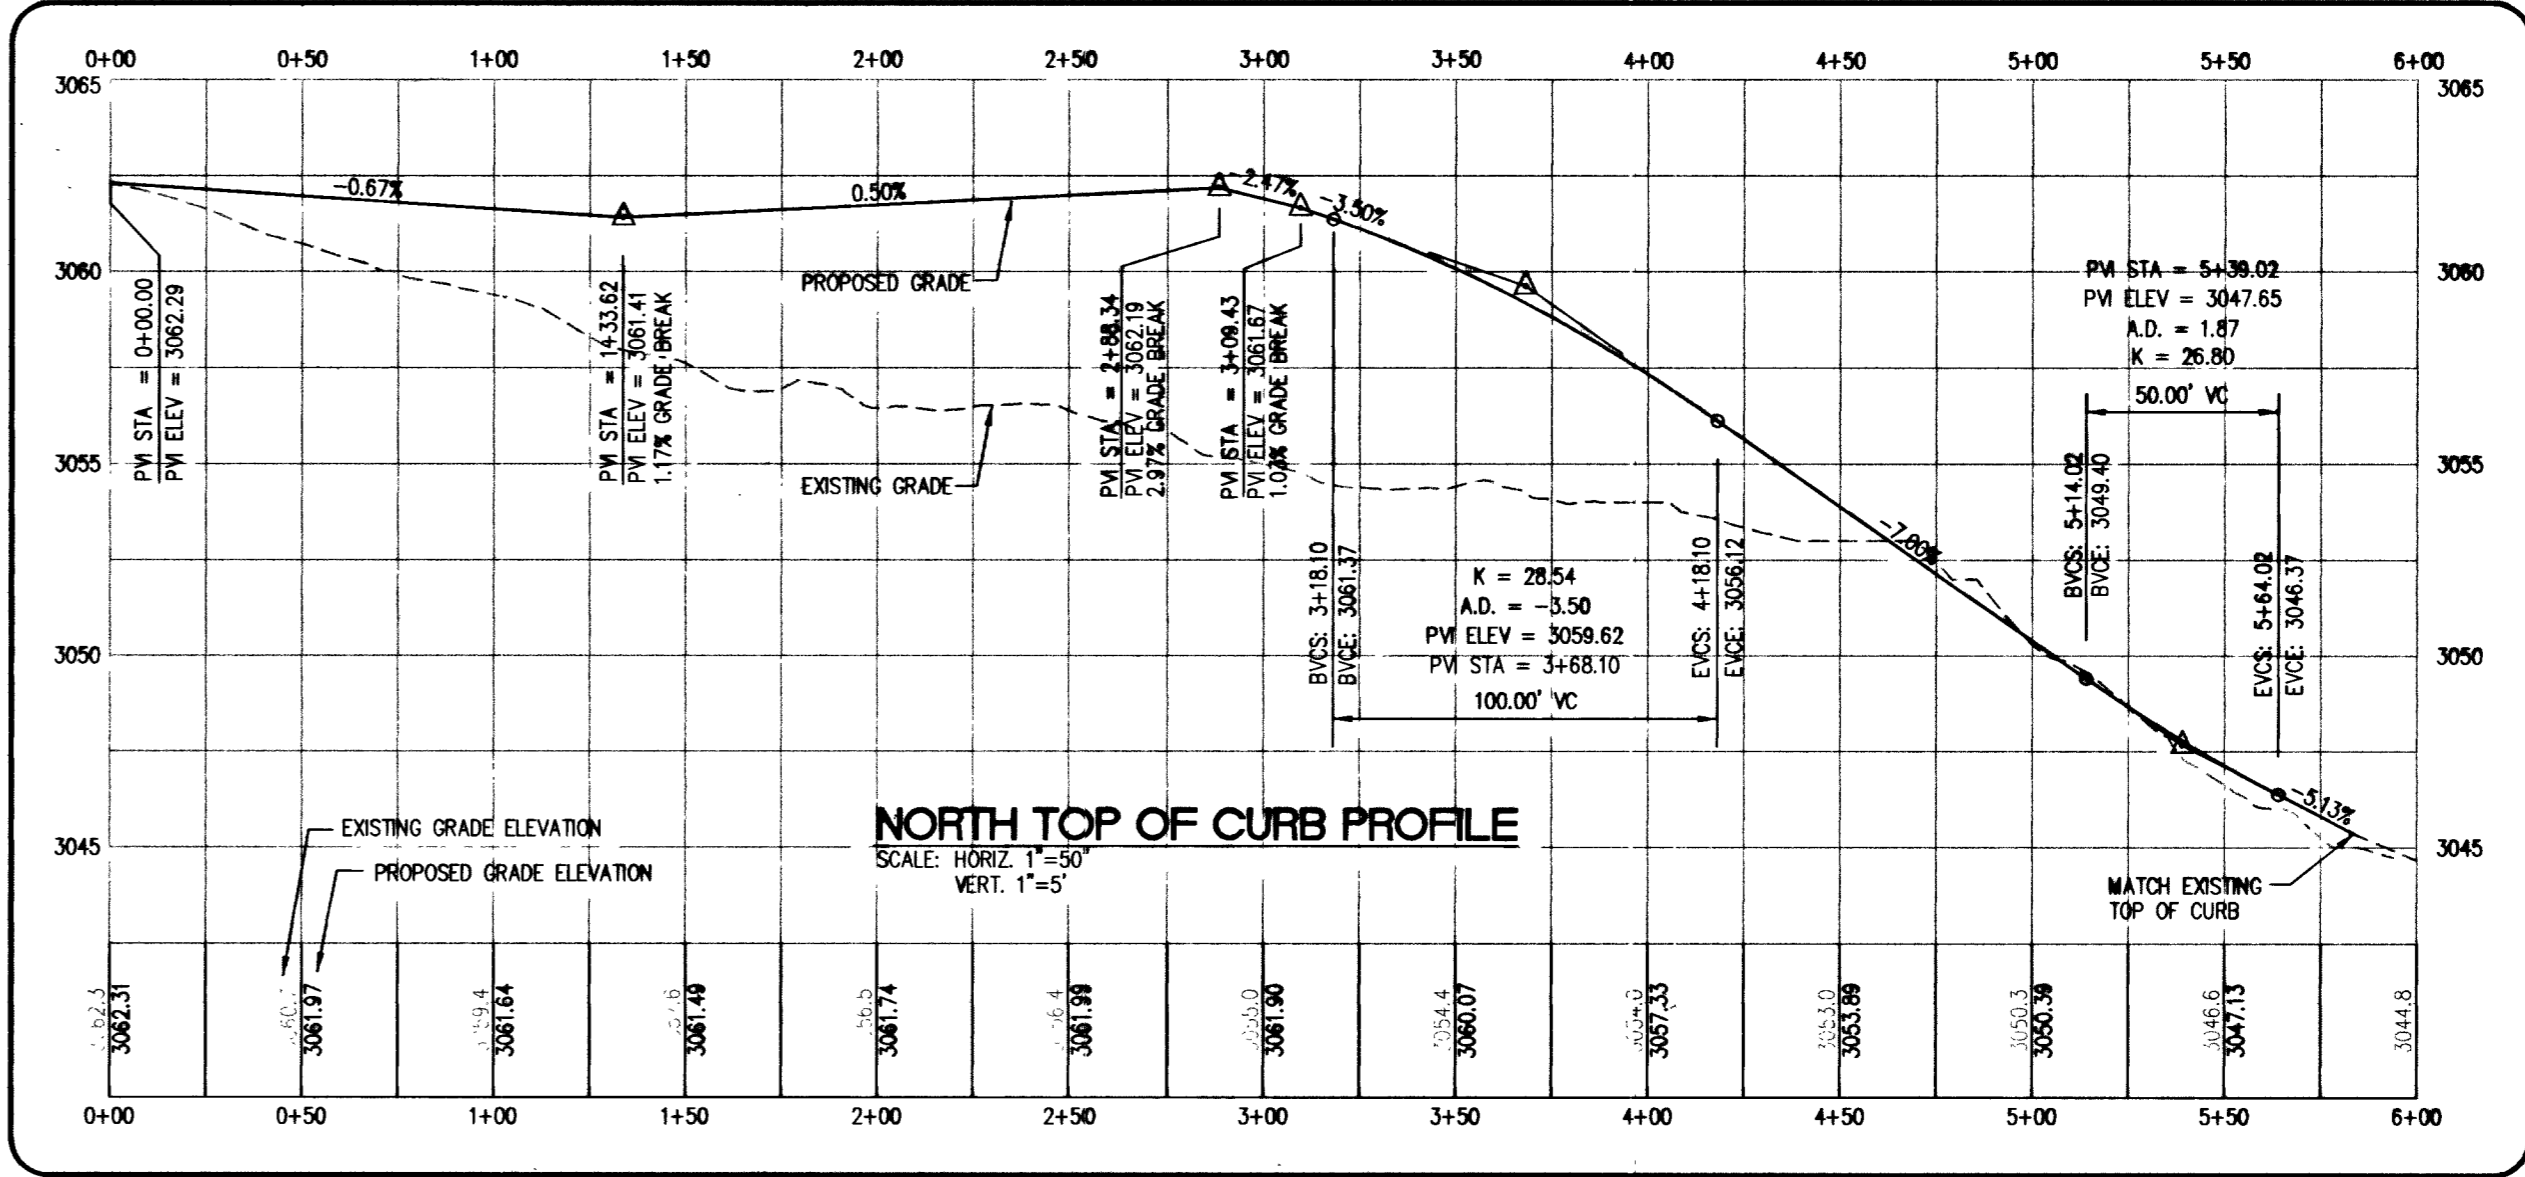 0+00 0+50 1+00 1+50 2+00 2+50 3+00 3+50 4+00 4+50 5+00 5+50 6+00
3065 3065
-0.67% 0.50% -2.47% -3.50%
3060 3060
PROPOSED GRADE
PVI STA = 0+00.00
PVI ELEV = 3062.29
PVI STA = 1+33.62
PVI ELEV = 3061.41
1.17% GRADE BREAK
PVI STA = 2+88.34
PVI ELEV = 3062.19
2.97% GRADE BREAK
PVI STA = 3+09.43
PVI ELEV = 3061.67
1.03% GRADE BREAK
PVI STA = 5+39.02
PVI ELEV = 3047.65
A.D. = 1.87
K = 26.80
50.00' VC
3055 3055
EXISTING GRADE
-7.00%
BVCS: 3+18.10
BVCE: 3061.37
K = 28.54
A.D. = -3.50
PVI ELEV = 3059.62
PVI STA = 3+68.10
100.00' VC
EVCS: 4+18.10
EVCE: 3056.12
BVCS: 5+14.02
BVCE: 3049.40
EVCS: 5+64.02
EVCE: 3046.37
3050 3050
-5.13%
EXISTING GRADE ELEVATION
PROPOSED GRADE ELEVATION
NORTH TOP OF CURB PROFILE
SCALE: HORIZ. 1"=50"
VERT. 1"=5'
3045 3045
MATCH EXISTING
TOP OF CURB
3062.31
3061.97
3061.64
3061.49
3061.74
3061.99
3061.90
3054.4
3060.07
3057.33
3053.0
3053.89
3050.3
3050.39
3046.6
3047.13
3044.8
0+00 0+50 1+00 1+50 2+00 2+50 3+00 3+50 4+00 4+50 5+00 5+50 6+00